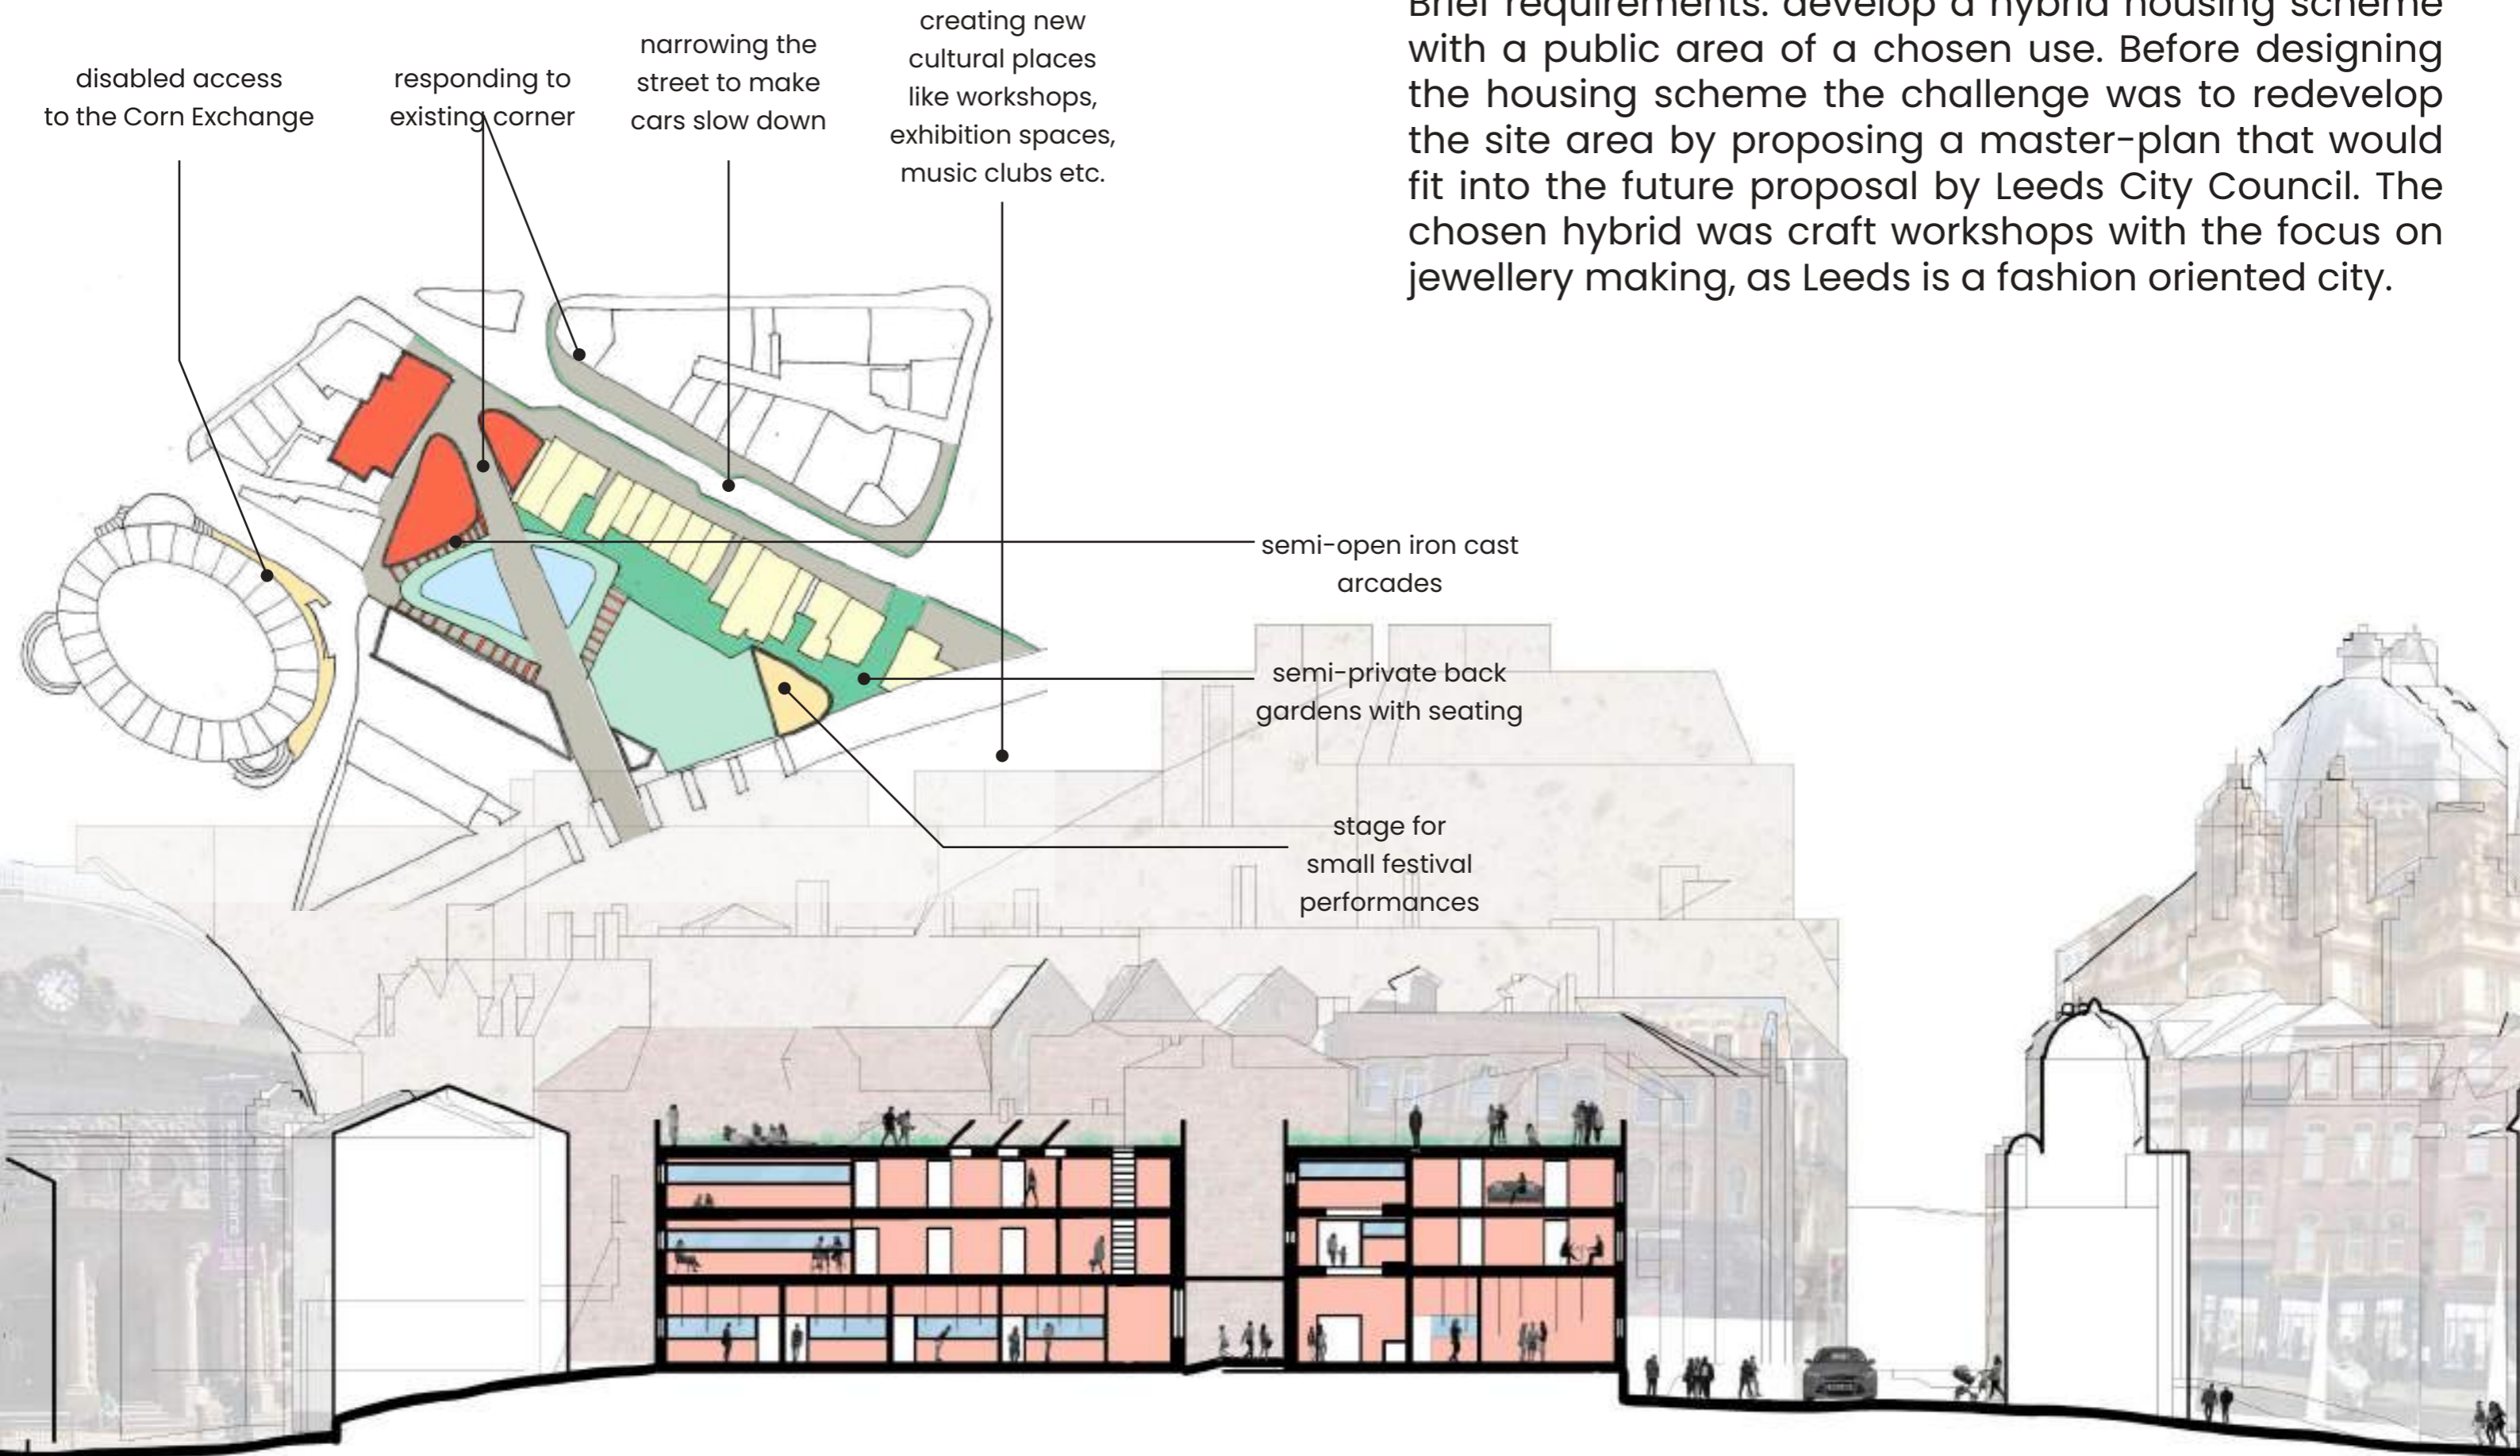 disabled access
to the Corn Exchange
responding to
existing corner
narrowing the
street to make
cars slow down
creating new
cultural places
like workshops,
exhibition spaces,
music clubs etc.
Brief requirements: develop a hybrid housing scheme
with a public area of a chosen use. Before designing
the housing scheme the challenge was to redevelop
the site area by proposing a master-plan that would
fit into the future proposal by Leeds City Council. The
chosen hybrid was craft workshops with the focus on
jewellery making, as Leeds is a fashion oriented city.
semi-open iron cast
arcades
semi-private back
gardens with seating
stage for
small festival
performances